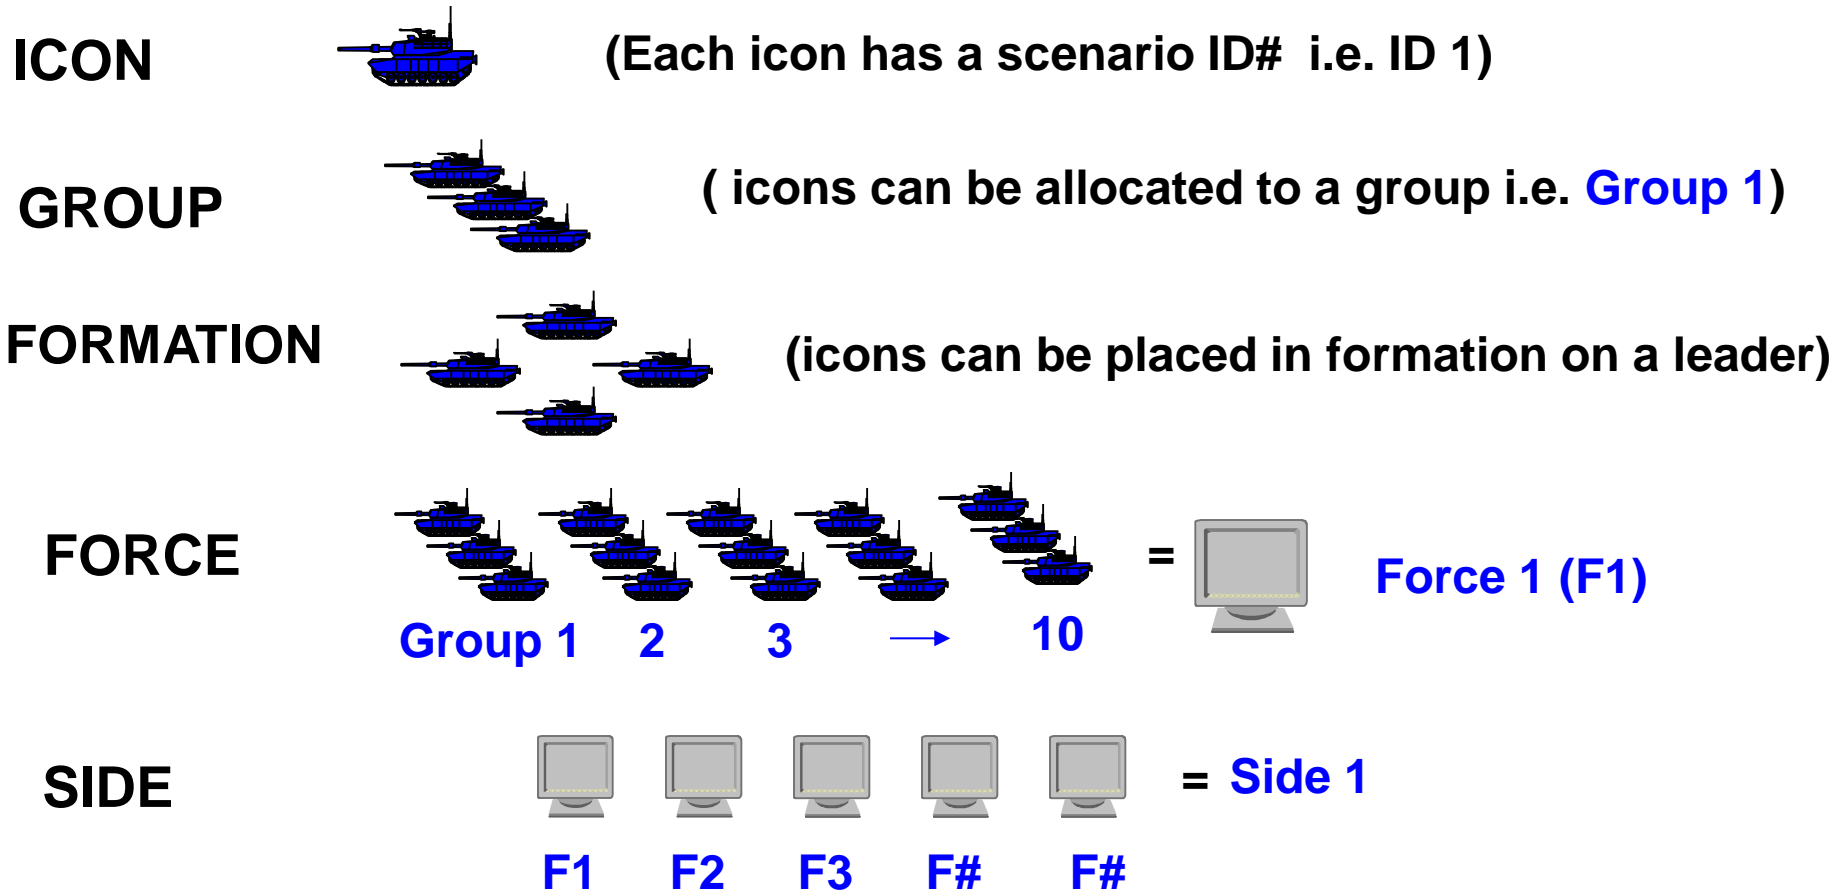 ICON (Each icon has a scenario ID# i.e. ID 1)
GROUP ( icons can be allocated to a group i.e. Group 1)
FORMATION (icons can be placed in formation on a leader)
FORCE = Force 1 (F1)
Group 1 2 3 → 10
SIDE = Side 1
F1 F2 F3 F# F#